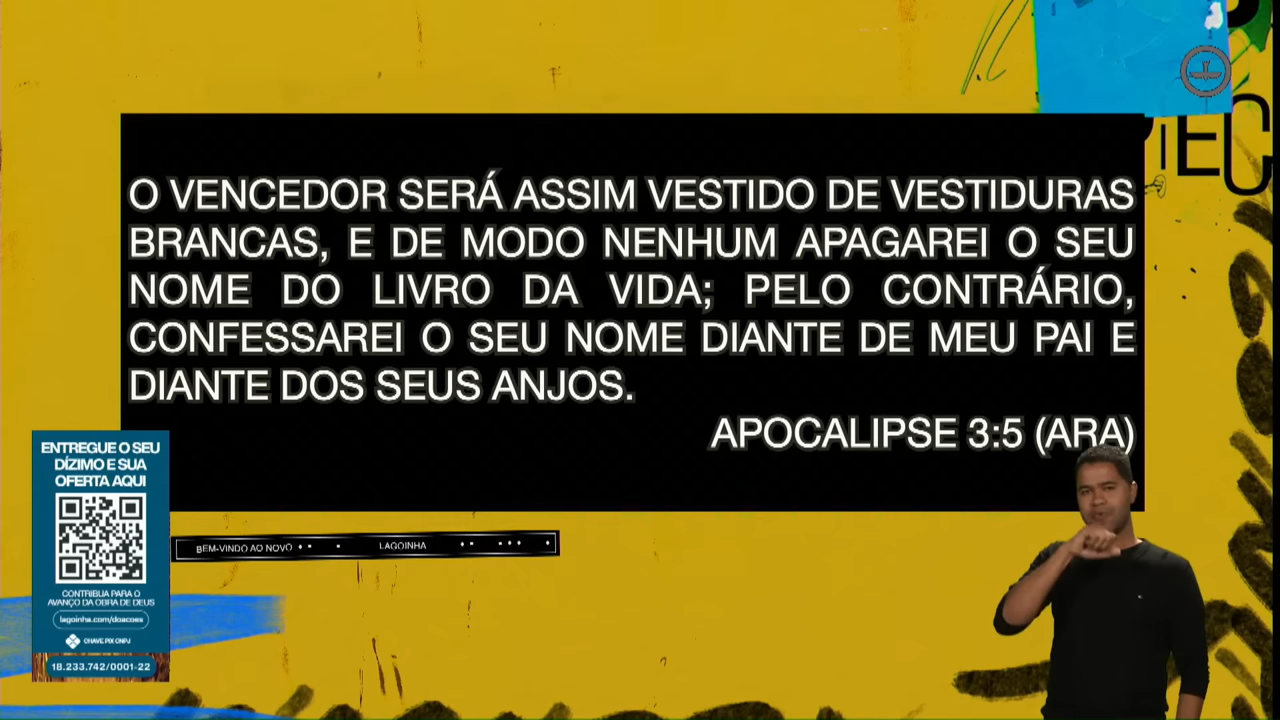 O VENCEDOR SERÁ ASSIM VESTIDO DE VESTIDURAS
BRANCAS, E DE MODO NENHUM APAGAREI O SEU
NOME DO LIVRO DA VIDA; PELO CONTRÁRIO,
CONFESSAREI O SEU NOME DIANTE DE MEU PAI E
DIANTE DOS SEUS ANJOS.
APOCALIPSE 3:5 (ARA)
ENTREGUE O SEU
DÍZIMO E SUA
OFERTA AQUI
CONTRIBUA PARA O
AVANÇO DA OBRA DE DEUS
lagoinha.com/doacoes
CHAVE PIX CNPJ
18.233.742/0001-22
BEM-VINDO AO NOVO
LAGOINHA